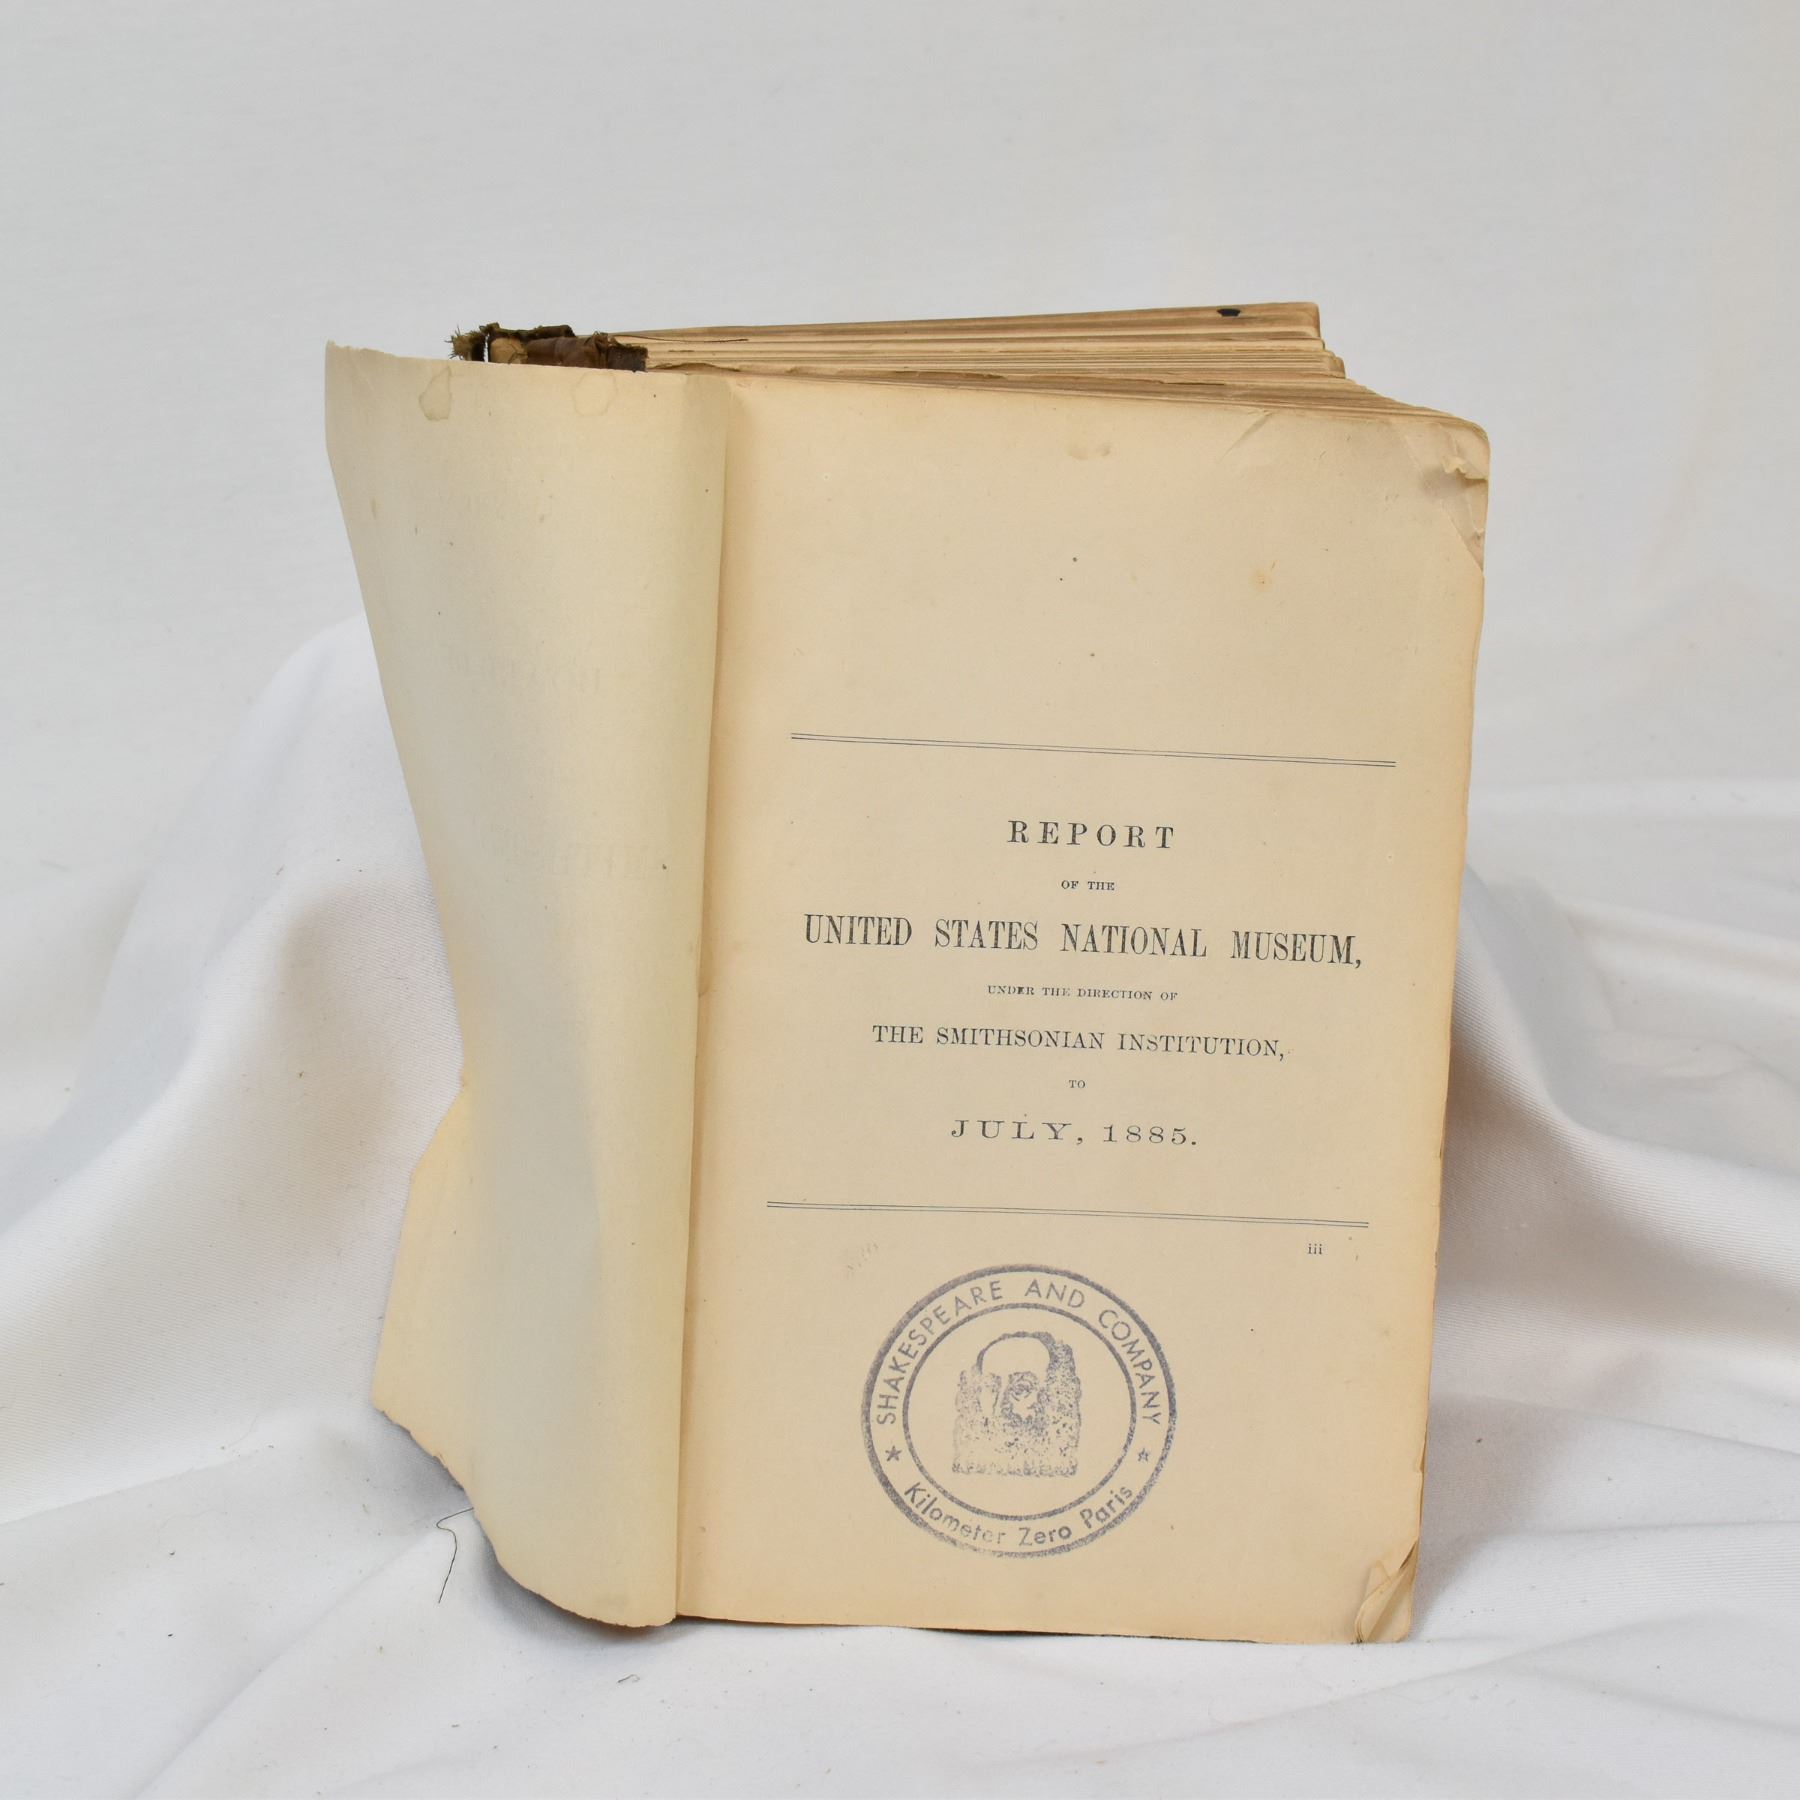 REPORT
OF THE
UNITED STATES NATIONAL MUSEUM,
UNDER THE DIRECTION OF
THE SMITHSONIAN INSTITUTION,
TO
JULY, 1885.
iii
★ SHAKESPEARE AND COMPANY ★
Kilometer Zero Paris